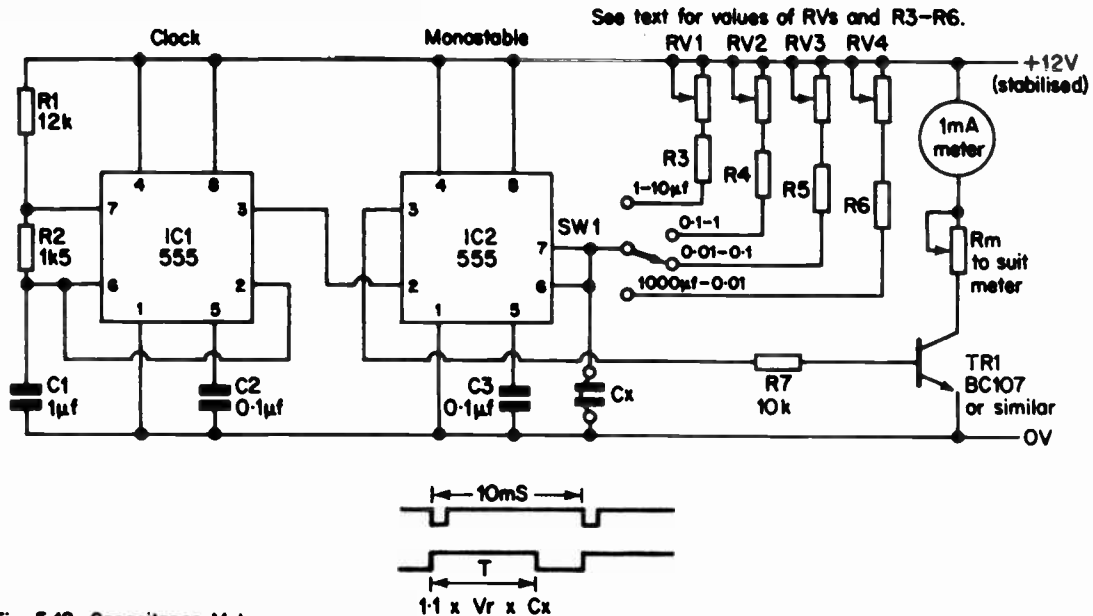 See text for values of RVs and R3-R6.
Clock
Monostable
RV1
RV2
RV3
RV4
+12V
(stabilised)
R1
12k
1mA
meter
R3
R4
R5
R6
4
8
4
8
1-10µf
7
3
3
SW1
0·1-1
R2
1k5
IC1
555
IC2
555
7
0·01-0·1
Rm
to suit
meter
6
2
2
6
1000µf-0·01
1
5
1
5
C1
1µf
C2
0·1µf
C3
0·1µf
Cx
R7
10k
TR1
BC107
or similar
0V
10mS
T
1·1 x Vr x Cx